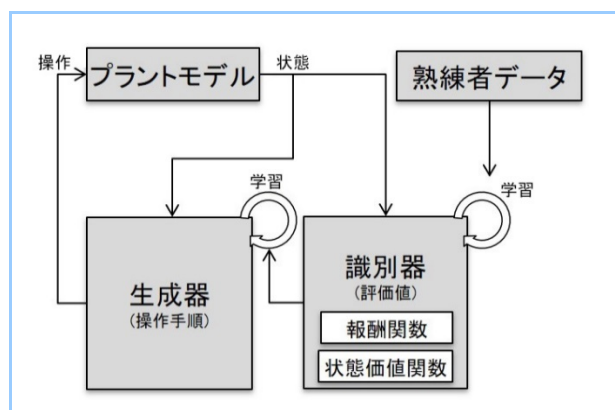 操作
プラントモデル
状態
熟練者データ
学習
学習
生成器
(操作手順)
識別器
(評価値)
報酬関数
状態価値関数